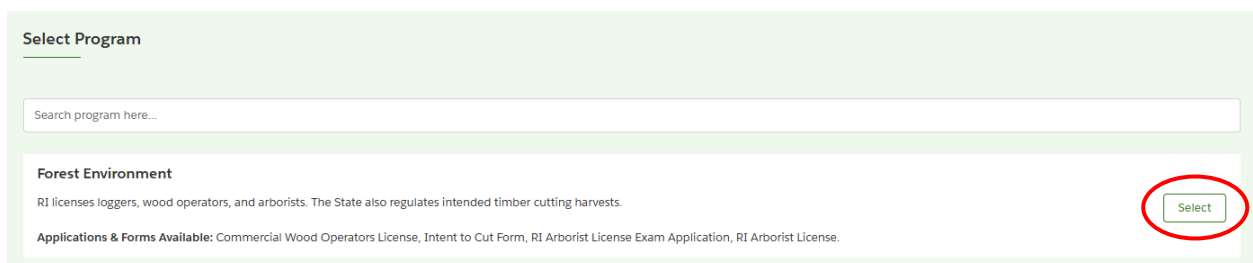 Select Program
Search program here...
Forest Environment
RI licenses loggers, wood operators, and arborists. The State also regulates intended timber cutting harvests.
Select
Applications & Forms Available: Commercial Wood Operators License, Intent to Cut Form, RI Arborist License Exam Application, RI Arborist License.